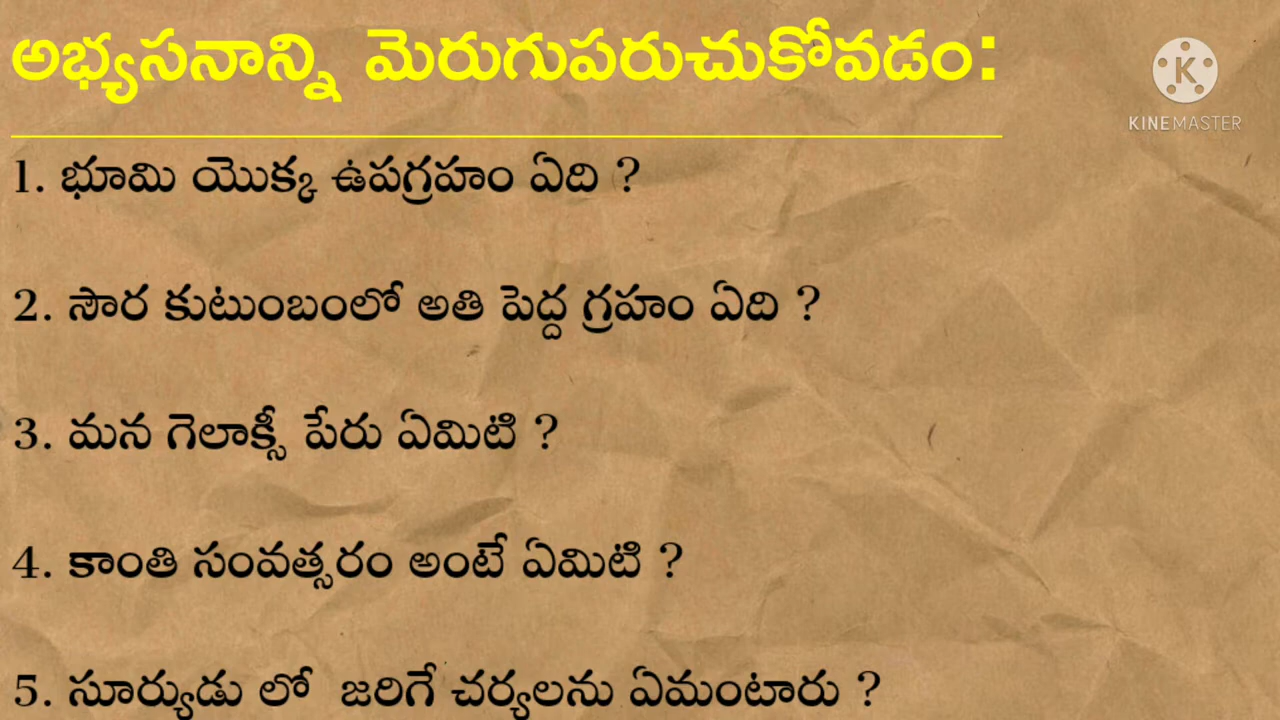 అభ్యసనాన్ని మెరుగుపరుచుకోవడం:
KINEMASTER
1. భూమి యొక్క ఉపగ్రహం ఏది ?
2. సౌర కుటుంబంలో అతి పెద్ద గ్రహం ఏది ?
3. మన గెలాక్సీ పేరు ఏమిటి ?
4. కాంతి సంవత్సరం అంటే ఏమిటి ?
5. సూర్యుడు లో జరిగే చర్యలను ఏమంటారు ?